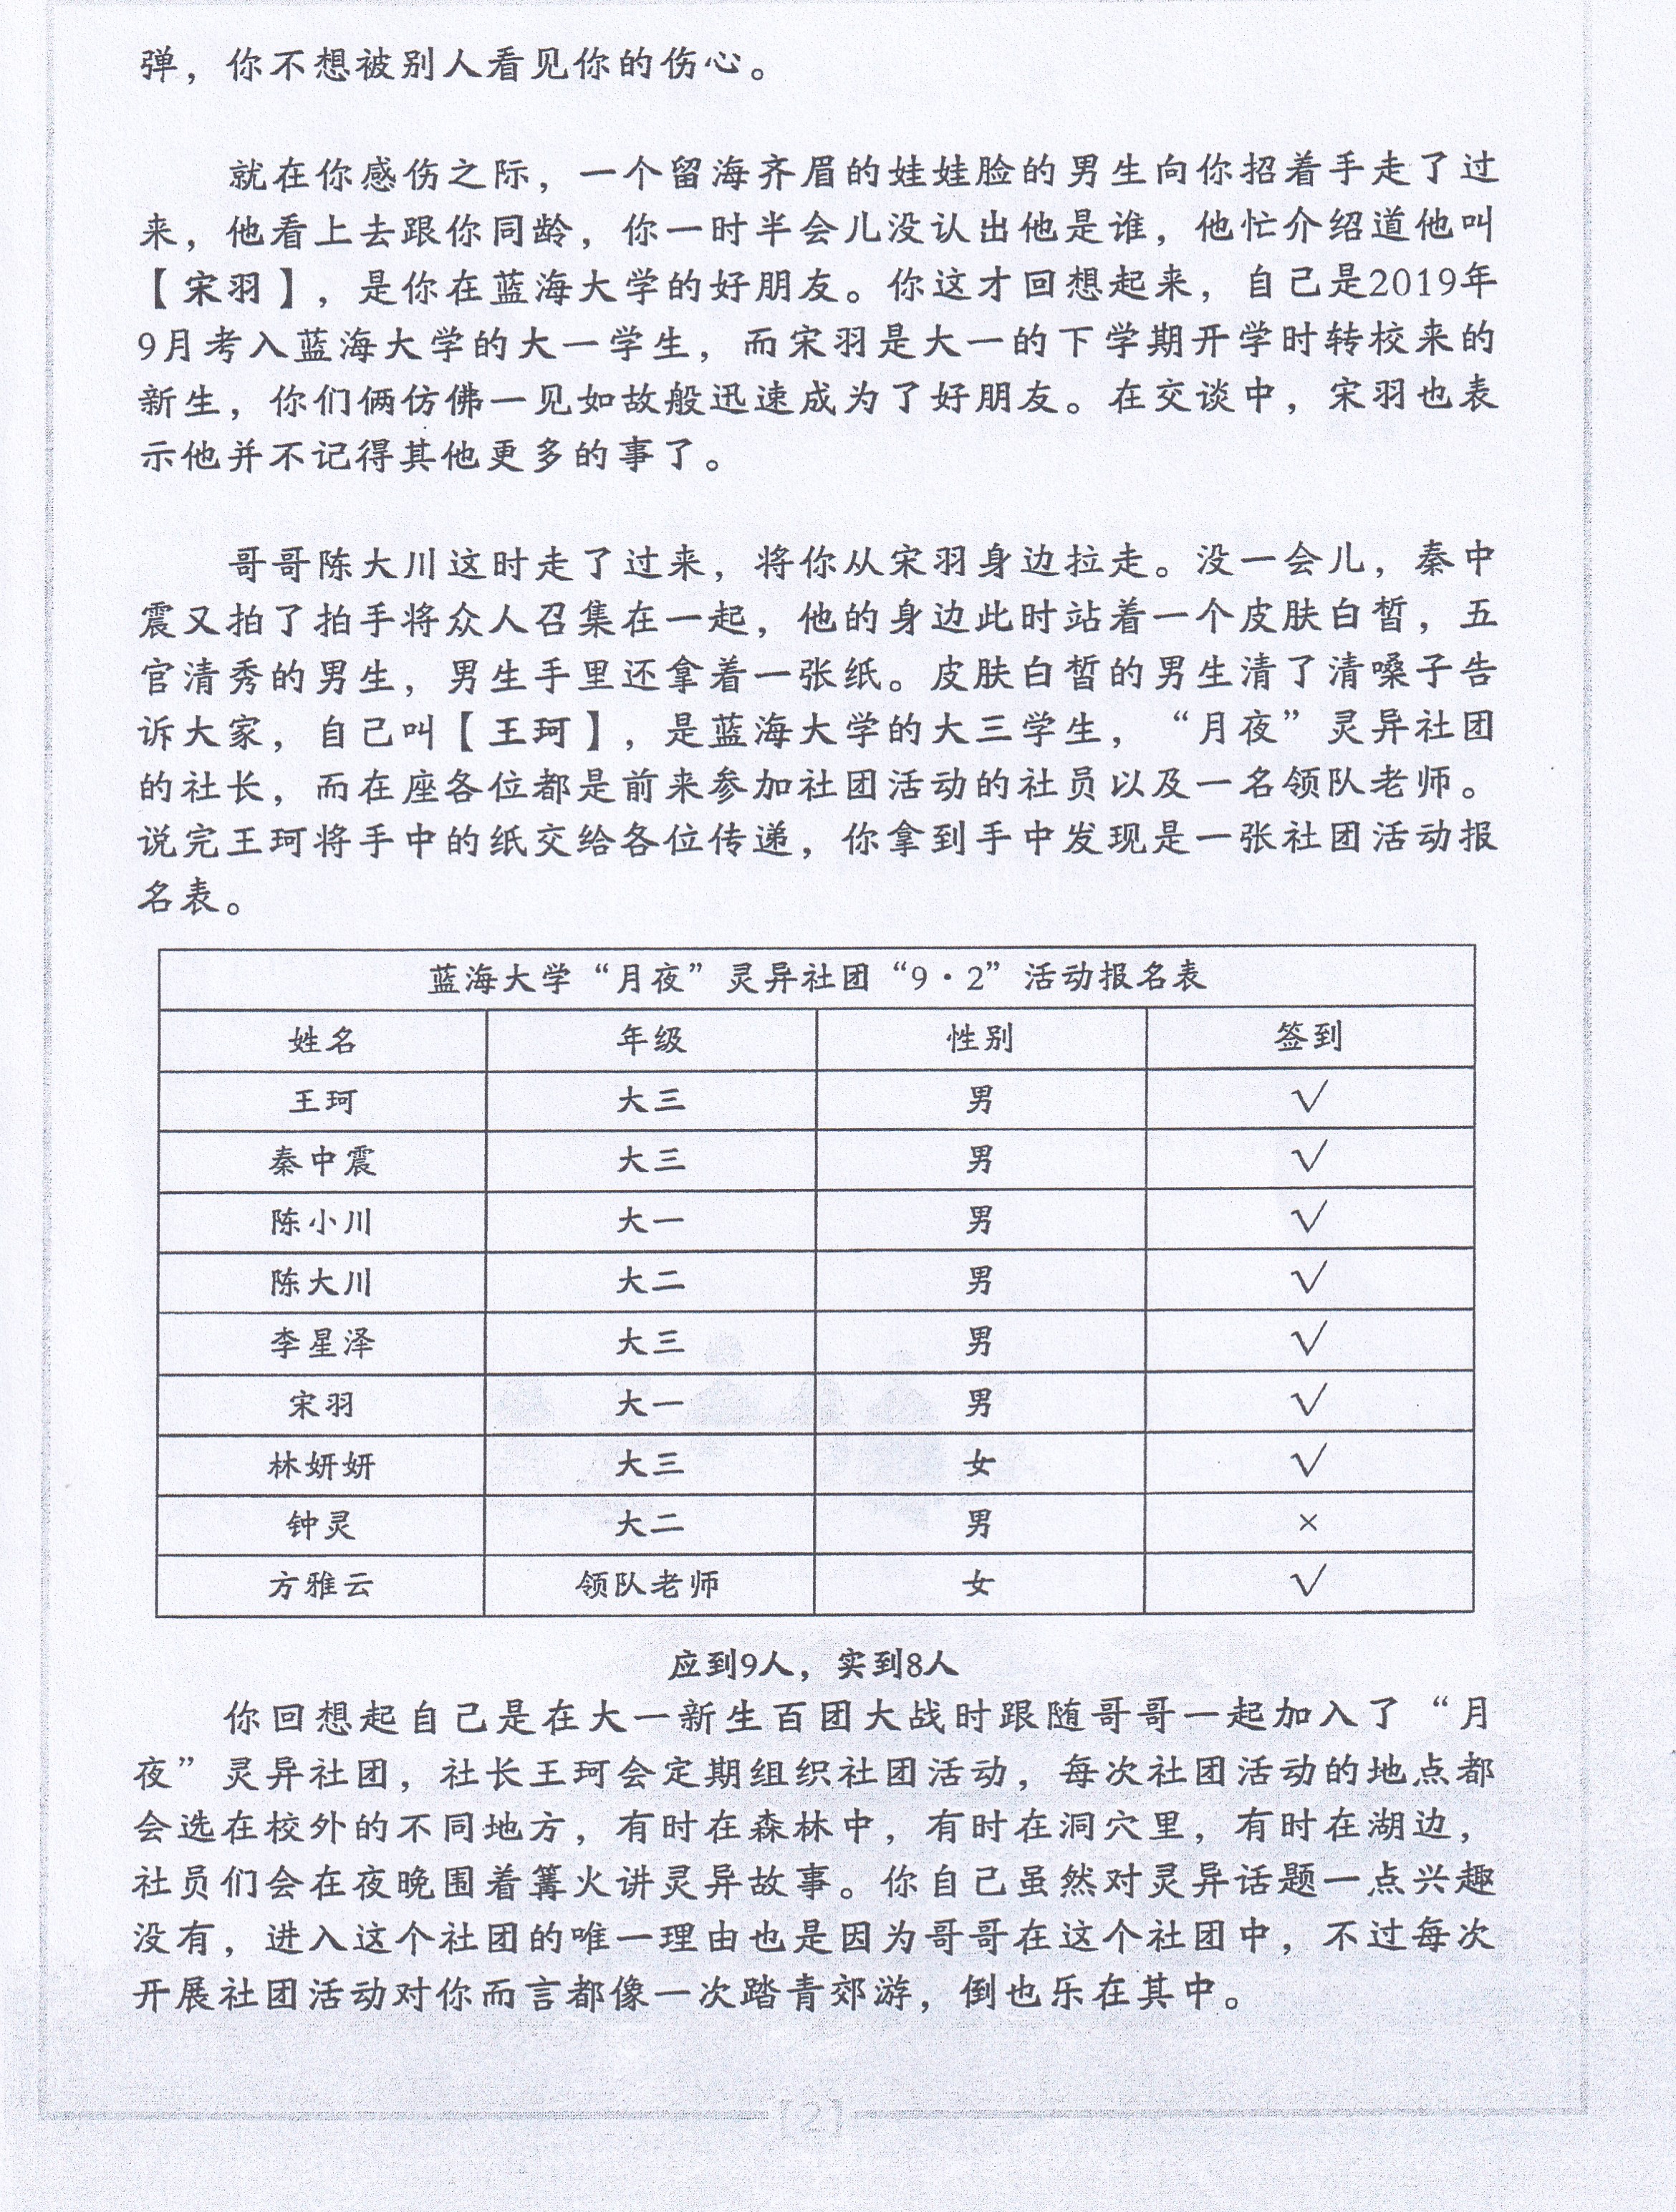 弹，你不想被别人看见你的伤心。
就在你感伤之际，一个留海齐眉的娃娃脸的男生向你招着手走了过
来，他看上去跟你同龄，你一时半会儿没认出他是谁，他忙介绍道他叫
【宋羽】，是你在蓝海大学的好朋友。你这才回想起来，自己是2019年
9月考入蓝海大学的大一学生，而宋羽是大一的下学期开学时转校来的
新生，你们俩仿佛一见如故般迅速成为了好朋友。在交谈中，宋羽也表
示他并不记得其他更多的事了。
哥哥陈大川这时走了过来，将你从宋羽身边拉走。没一会儿，秦中
震又拍了拍手将众人召集在一起，他的身边此时站着一个皮肤白皙，五
官清秀的男生，男生手里还拿着一张纸。皮肤白皙的男生清了清嗓子告
诉大家，自己叫【王珂】，是蓝海大学的大三学生，“月夜”灵异社团
的社长，而在座各位都是前来参加社团活动的社员以及一名领队老师。
说完王珂将手中的纸交给各位传递，你拿到手中发现是一张社团活动报
名表。
蓝海大学“月夜”灵异社团“9·2”活动报名表
姓名 年级 性别 签到
王珂 大三 男 √
秦中震 大三 男 √
陈小川 大一 男 √
陈大川 大二 男 √
李星泽 大三 男 √
宋羽 大一 男 √
林妍妍 大三 女 √
钟灵 大二 男 ×
方雅云 领队老师 女 √
应到9人，实到8人
你回想起自己是在大一新生百团大战时跟随哥哥一起加入了“月
夜”灵异社团，社长王珂会定期组织社团活动，每次社团活动的地点都
会选在校外的不同地方，有时在森林中，有时在洞穴里，有时在湖边，
社员们会在夜晚围着篝火讲灵异故事。你自己虽然对灵异话题一点兴趣
没有，进入这个社团的唯一理由也是因为哥哥在这个社团中，不过每次
开展社团活动对你而言都像一次踏青郊游，倒也乐在其中。
[2]